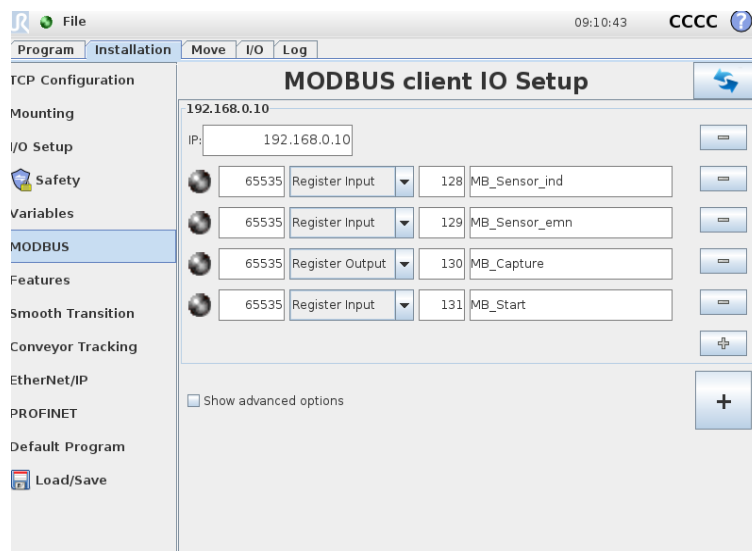 File 09:10:43 CCCC ?
Program Installation Move I/O Log
TCP Configuration
Mounting
I/O Setup
Safety
Variables
MODBUS
Features
Smooth Transition
Conveyor Tracking
EtherNet/IP
PROFINET
Default Program
Load/Save
MODBUS client IO Setup
192.168.0.10
IP: 192.168.0.10
65535 Register Input 128 MB_Sensor_ind
65535 Register Input 129 MB_Sensor_emn
65535 Register Output 130 MB_Capture
65535 Register Input 131 MB_Start
Show advanced options